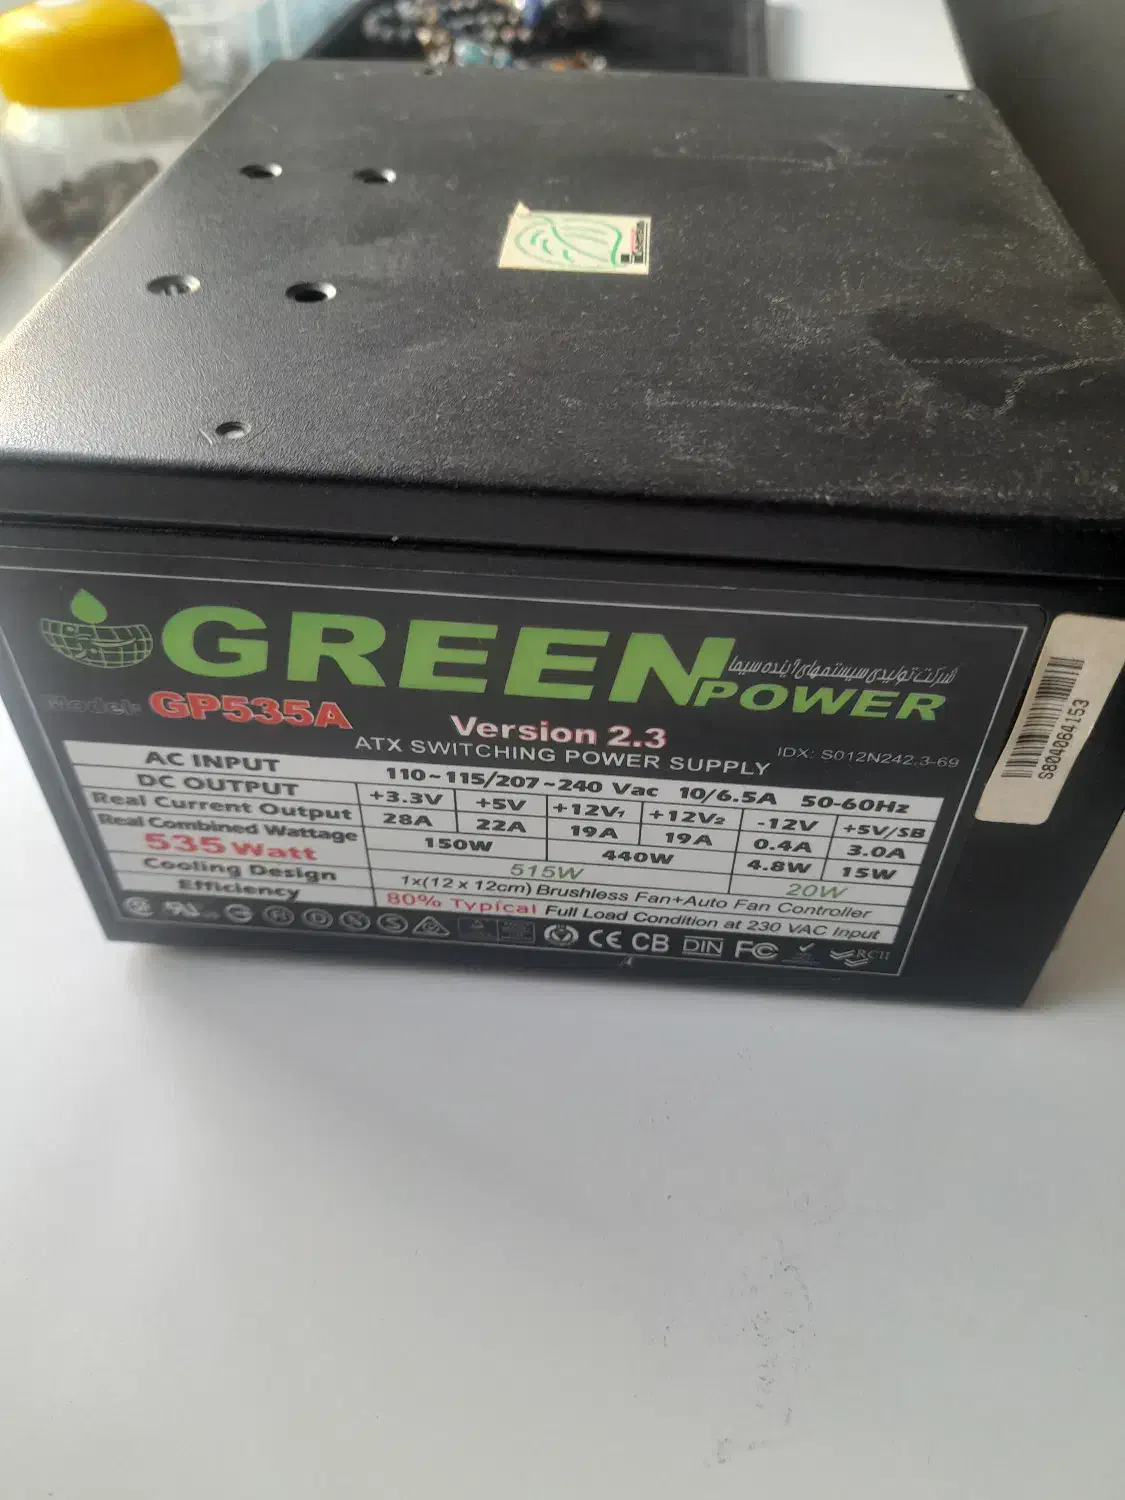 GREEN
شرکت تولیدی سیستمهای آینده سیما
POWER
Model: GP535A
Version 2.3
ATX SWITCHING POWER SUPPLY
IDX: S012N242.3-69
AC INPUT 110~115/207~240 Vac 10/6.5A 50-60Hz
DC OUTPUT +3.3V +5V +12V1 +12V2 -12V +5V/SB
Real Current Output 28A 22A 19A 19A 0.4A 3.0A
Real Combined Wattage 150W 440W 4.8W 15W
535 Watt 515W 20W
Cooling Design 1x(12 x 12cm) Brushless Fan+Auto Fan Controller
Efficiency 80% Typical Full Load Condition at 230 VAC Input
CE CB DIN FC RCII
S804064153